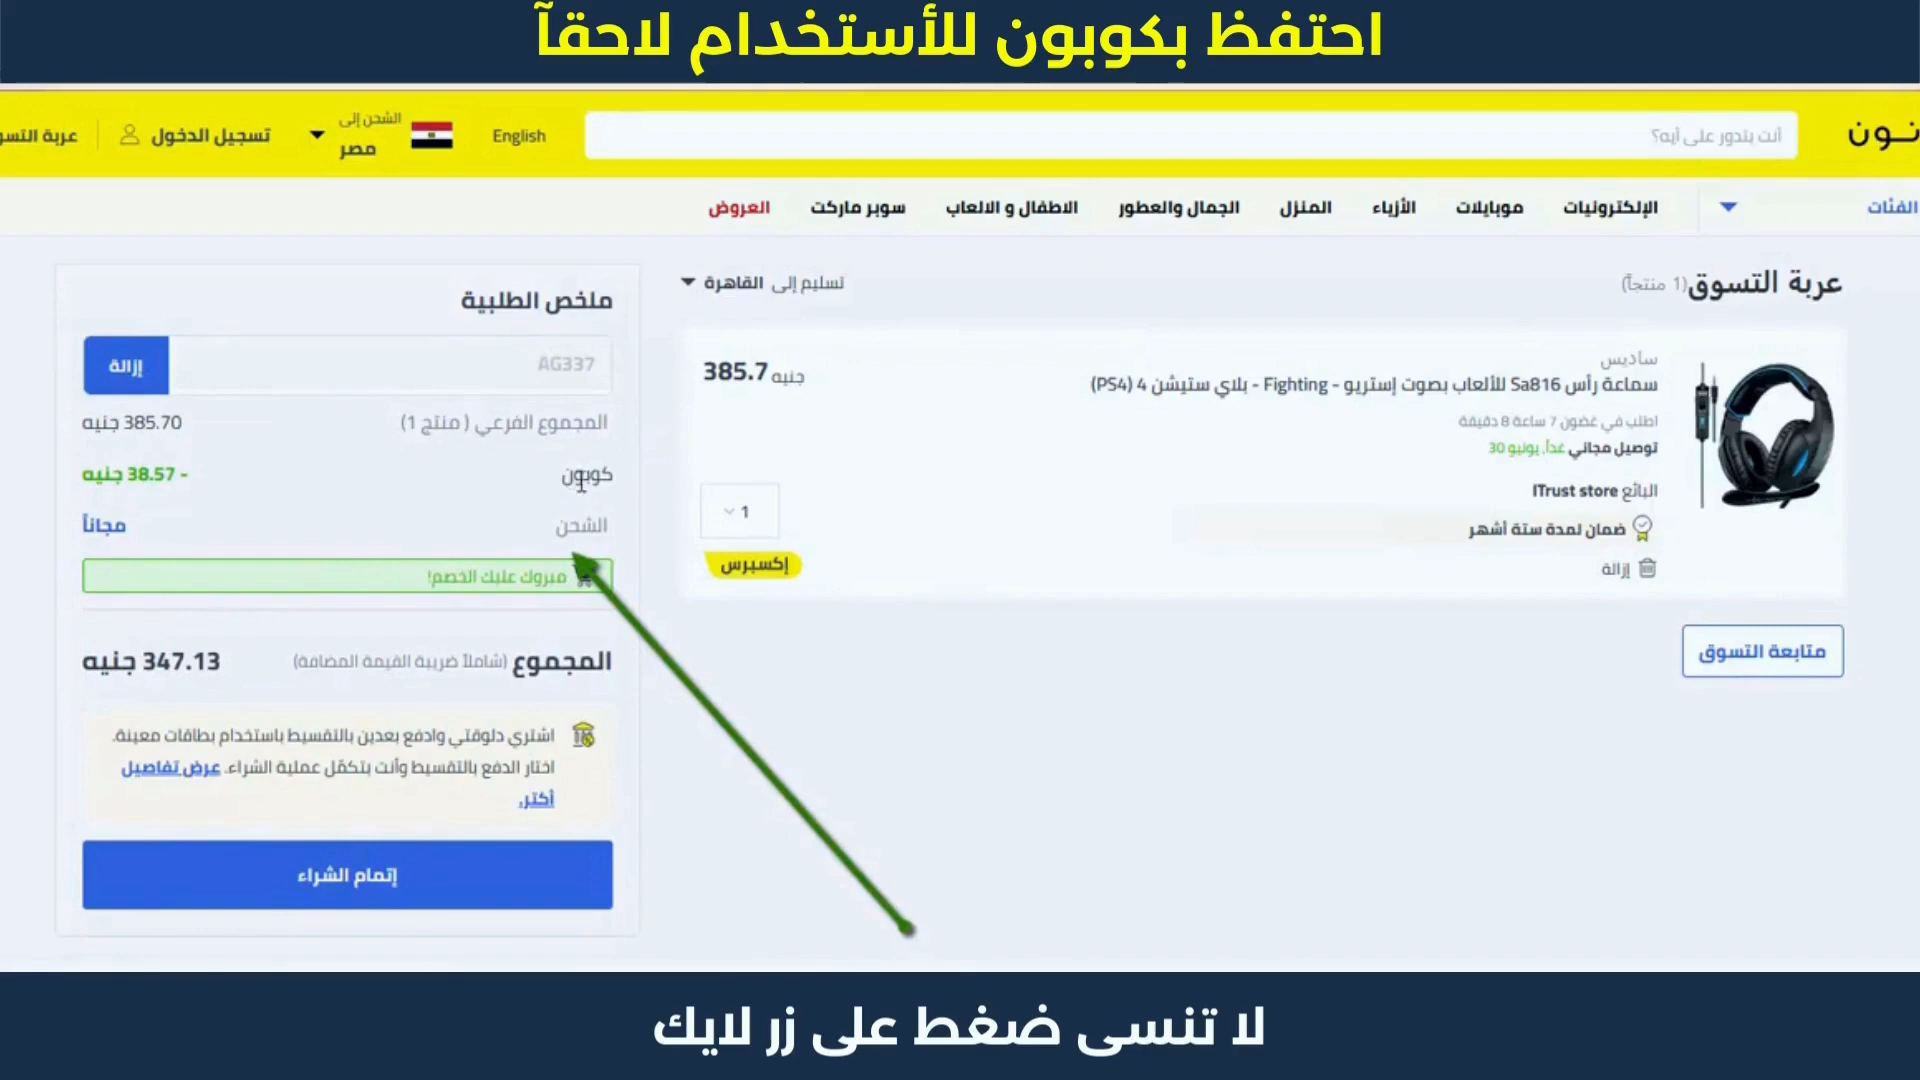 احتفظ بكوبون للأستخدام لاحقاً
نون
أنت بتدور على أيه؟
English
الشحن إلى
مصر
تسجيل الدخول
عربة التسو
الفئات
الإلكترونيات
موبايلات
الأزياء
المنزل
الجمال والعطور
الاطفال و الالعاب
سوبر ماركت
العروض
عربة التسوق (1 منتجاً)
تسليم إلى القاهرة
ساديس
سماعة رأس Sa816 للألعاب بصوت إستريو - Fighting - بلاي ستيشن 4 (PS4)
جنيه 385.7
اطلب في غضون 7 ساعة 8 دقيقة
توصيل مجاني غداً, يونيو 30
البائع ITrust store
ضمان لمدة ستة أشهر
1
إزالة
إكسبرس
متابعة التسوق
ملخص الطلبية
AG337
إزالة
المجموع الفرعي ( منتج 1)
385.70 جنيه
كوبون
- 38.57 جنيه
الشحن
مجاناً
مبروك عليك الخصم!
المجموع (شاملاً ضريبة القيمة المضافة)
347.13 جنيه
اشتري دلوقتي وادفع بعدين بالتقسيط باستخدام بطاقات معينة.
اختار الدفع بالتقسيط وأنت بتكمّل عملية الشراء. عرض تفاصيل
أكتر.
إتمام الشراء
لا تنسى ضغط على زر لايك